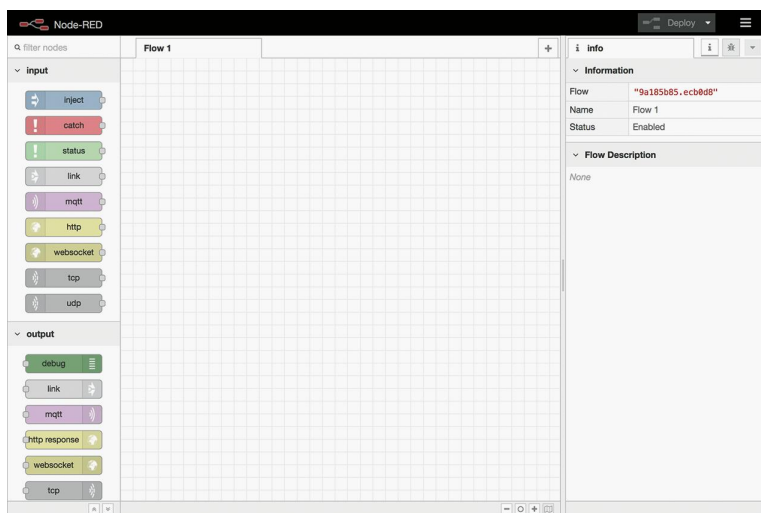 Node-RED
Deploy
filter nodes
Flow 1
info
input
inject
catch
status
link
mqtt
http
websocket
tcp
udp
output
debug
link
mqtt
http response
websocket
tcp
Information
Flow "9a185b85.ecb0d8"
Name Flow 1
Status Enabled
Flow Description
None